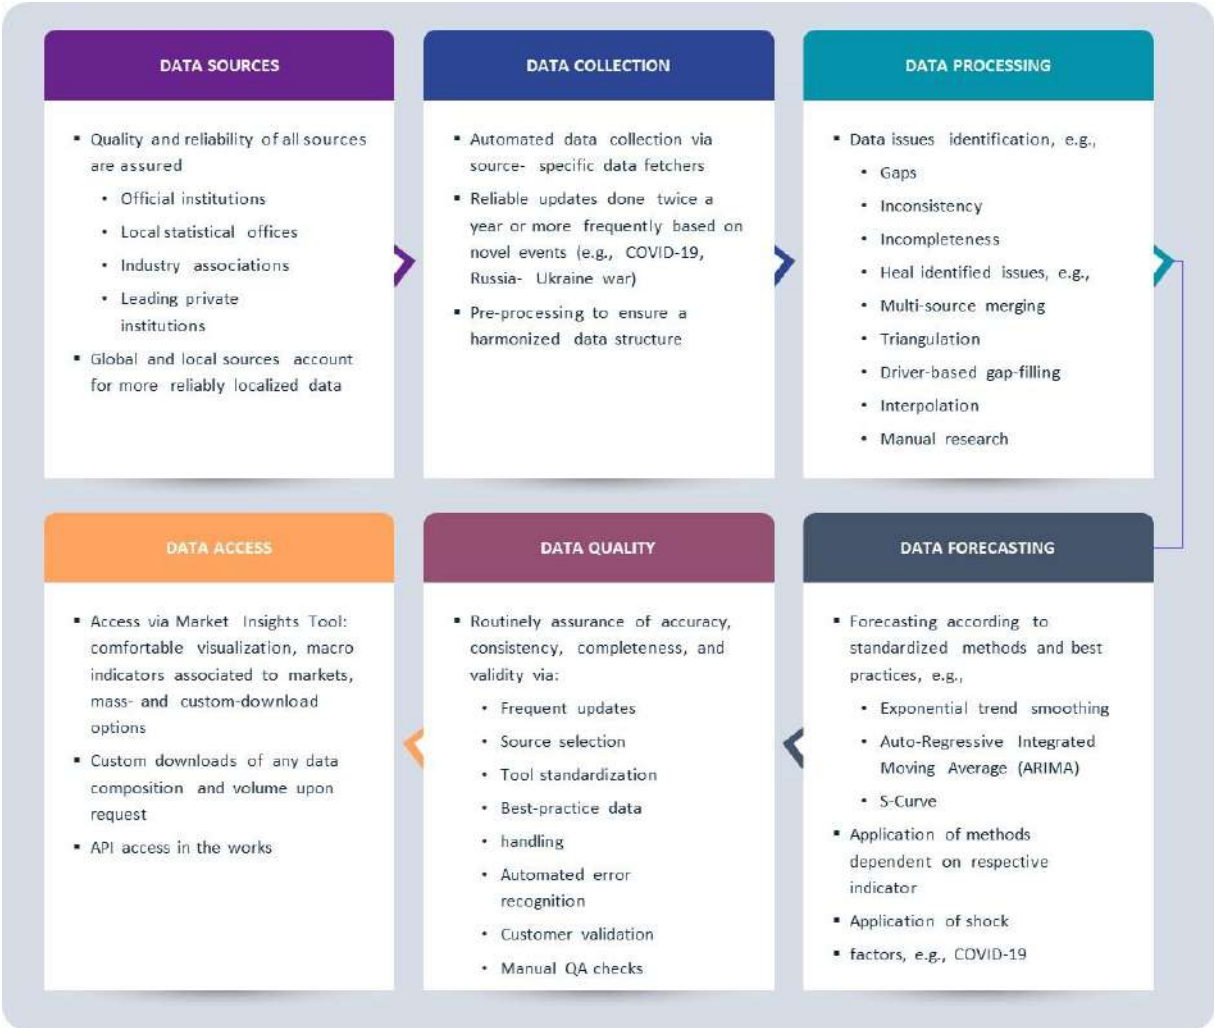 DATA SOURCES
Quality and reliability of all sources
are assured
Official institutions
Local statistical offices
Industry associations
Leading private
institutions
Global and local sources account
for more reliably localized data
DATA COLLECTION
Automated data collection via
source- specific data fetchers
Reliable updates done twice a
year or more frequently based on
novel events (e.g., COVID-19,
Russia- Ukraine war)
Pre-processing to ensure a
harmonized data structure
DATA PROCESSING
Data issues identification, e.g.,
Gaps
Inconsistency
Incompleteness
Heal identified issues, e.g.,
Multi-source merging
Triangulation
Driver-based gap-filling
Interpolation
Manual research
DATA ACCESS
Access via Market Insights Tool:
comfortable visualization, macro
indicators associated to markets,
mass- and custom-download
options
Custom downloads of any data
composition and volume upon
request
API access in the works
DATA QUALITY
Routinely assurance of accuracy,
consistency, completeness, and
validity via:
Frequent updates
Source selection
Tool standardization
Best-practice data
handling
Automated error
recognition
Customer validation
Manual QA checks
DATA FORECASTING
Forecasting according to
standardized methods and best
practices, e.g.,
Exponential trend smoothing
Auto-Regressive Integrated
Moving Average (ARIMA)
S-Curve
Application of methods
dependent on respective
indicator
Application of shock
factors, e.g., COVID-19